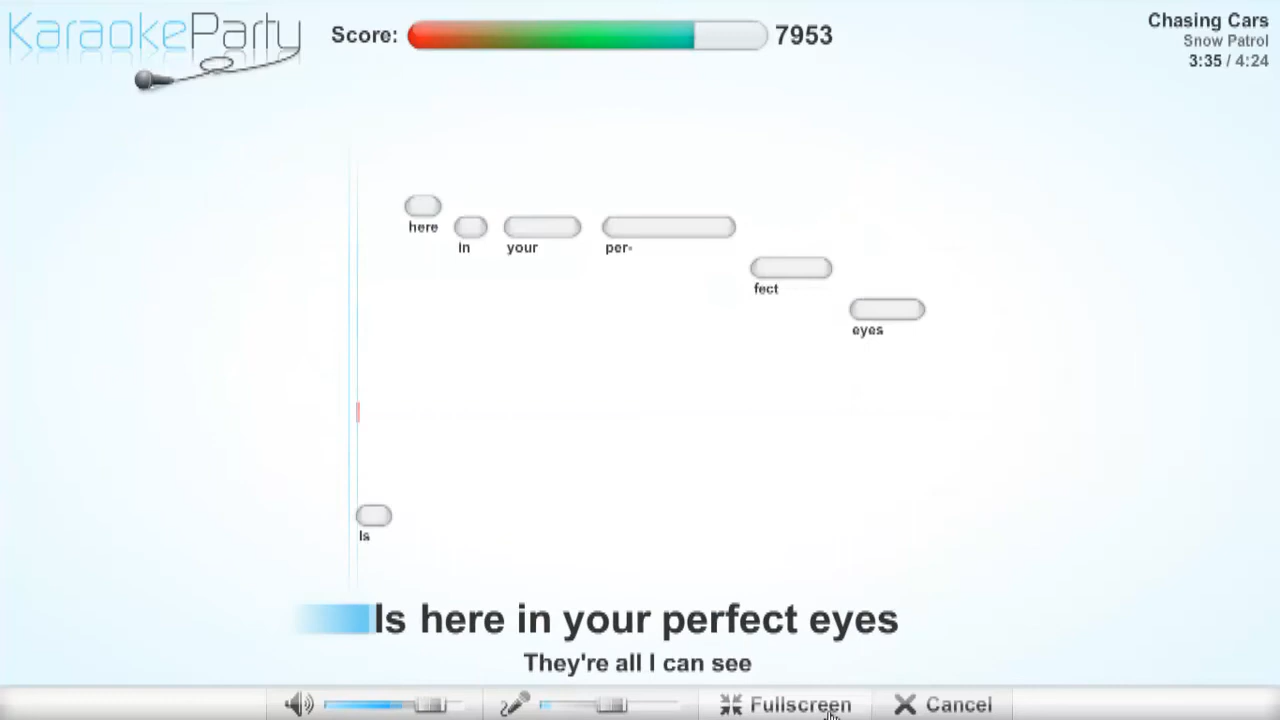 KaraokeParty
Score: 7953
Chasing Cars
Snow Patrol
3:35 / 4:24
here
in
your
per-
fect
eyes
Is
Is here in your perfect eyes
They're all I can see
Fullscreen
Cancel